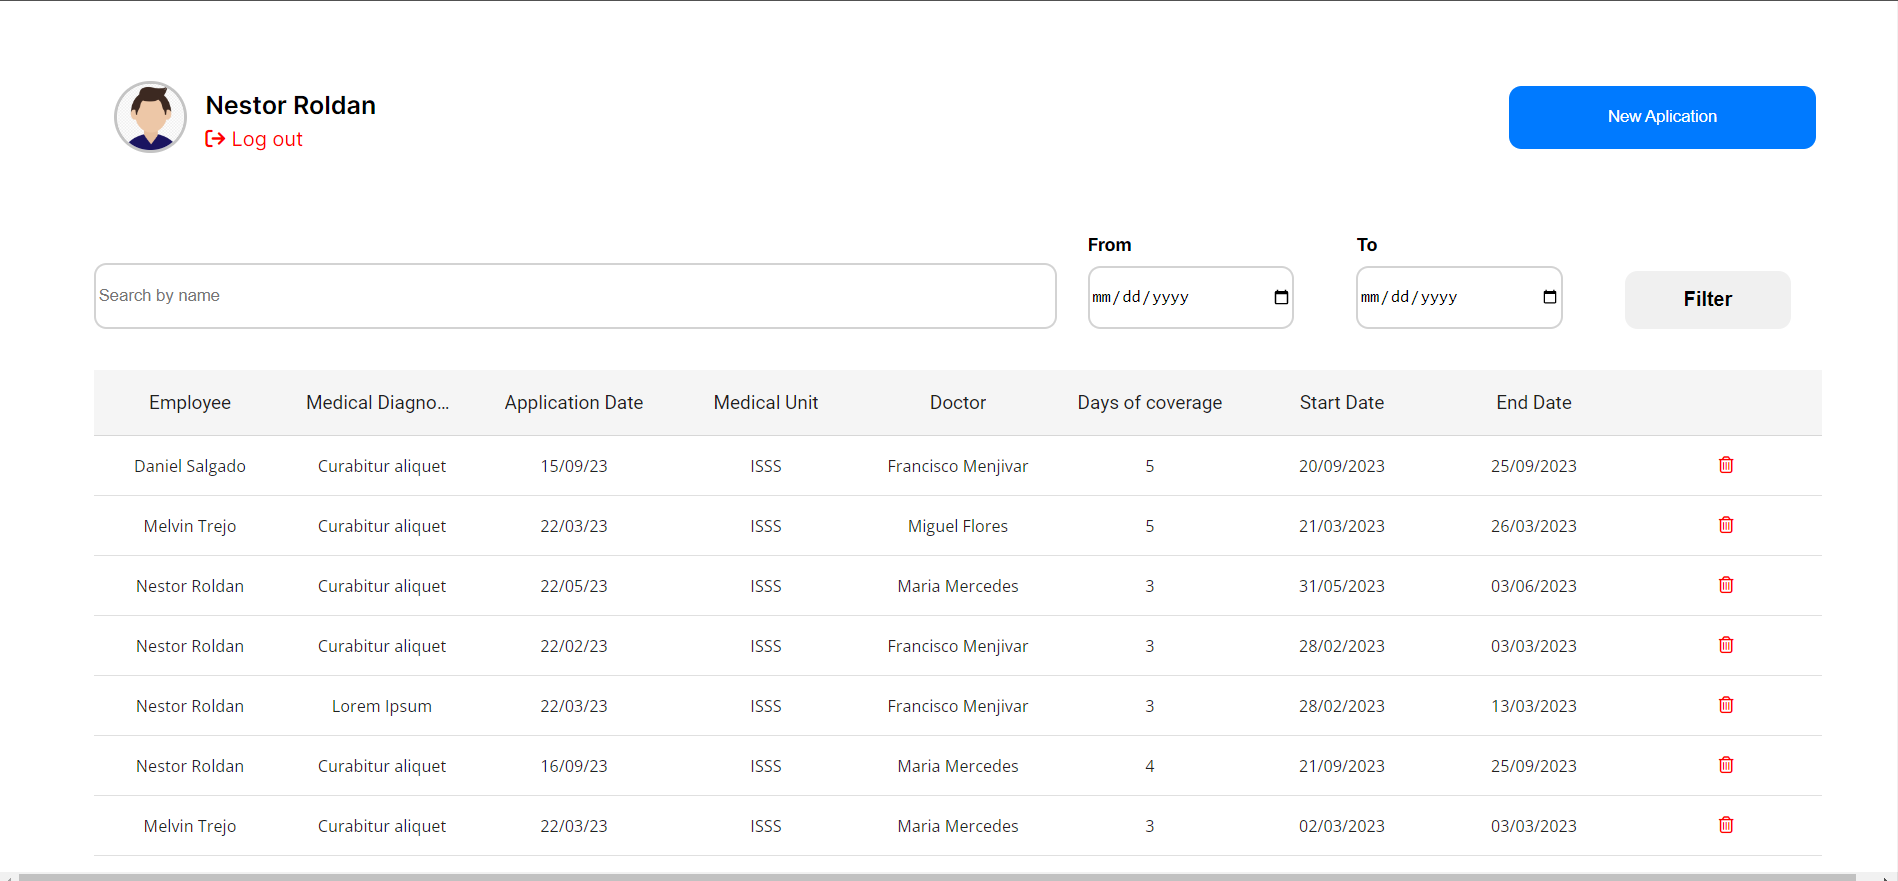 Nestor Roldan
Log out
New Aplication
From
To
Search by name
mm/dd/yyyy
mm/dd/yyyy
Filter
Employee Medical Diagno... Application Date Medical Unit Doctor Days of coverage Start Date End Date
Daniel Salgado Curabitur aliquet 15/09/23 ISSS Francisco Menjivar 5 20/09/2023 25/09/2023
Melvin Trejo Curabitur aliquet 22/03/23 ISSS Miguel Flores 5 21/03/2023 26/03/2023
Nestor Roldan Curabitur aliquet 22/05/23 ISSS Maria Mercedes 3 31/05/2023 03/06/2023
Nestor Roldan Curabitur aliquet 22/02/23 ISSS Francisco Menjivar 3 28/02/2023 03/03/2023
Nestor Roldan Lorem Ipsum 22/03/23 ISSS Francisco Menjivar 3 28/02/2023 13/03/2023
Nestor Roldan Curabitur aliquet 16/09/23 ISSS Maria Mercedes 4 21/09/2023 25/09/2023
Melvin Trejo Curabitur aliquet 22/03/23 ISSS Maria Mercedes 3 02/03/2023 03/03/2023